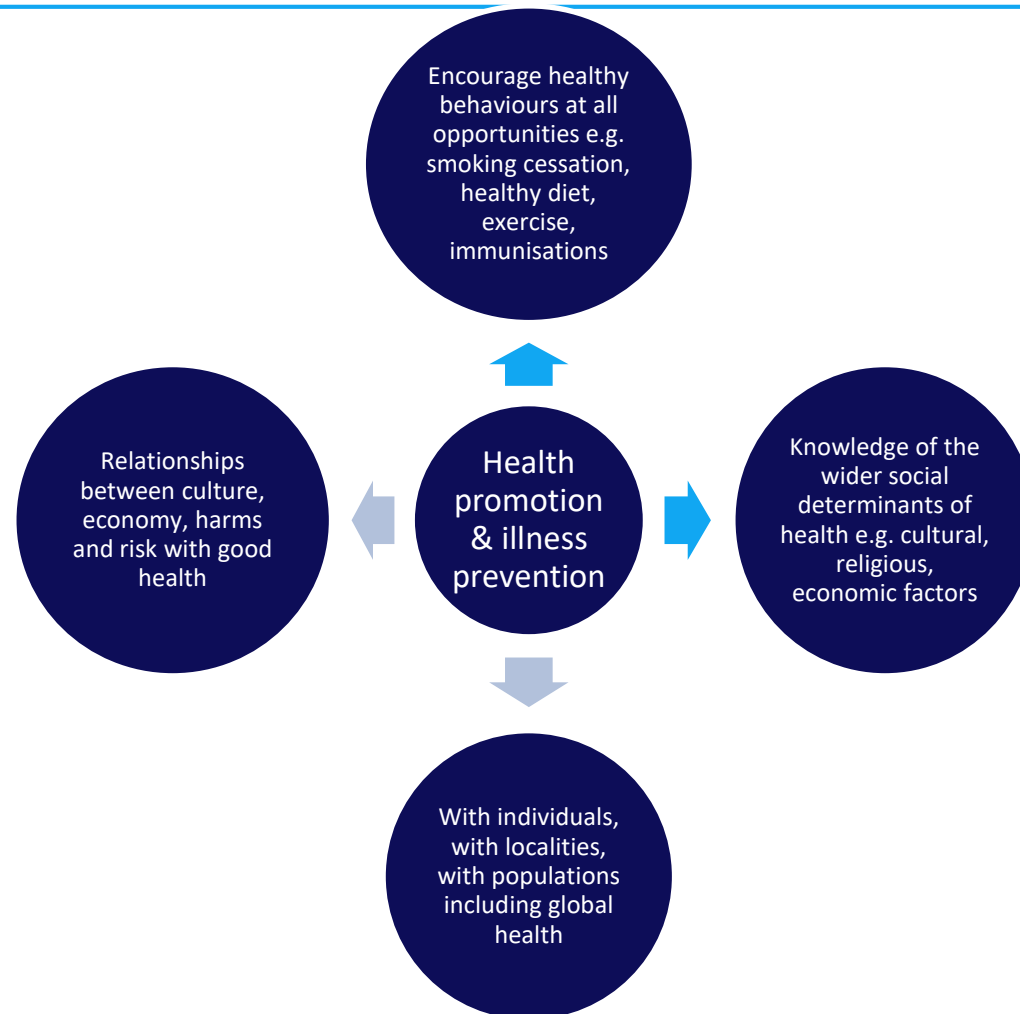 Encourage healthy
behaviours at all
opportunities e.g.
smoking cessation,
healthy diet,
exercise,
immunisations
Relationships
between culture,
economy, harms
and risk with good
health
Health
promotion
& illness
prevention
Knowledge of the
wider social
determinants of
health e.g. cultural,
religious,
economic factors
With individuals,
with localities,
with populations
including global
health